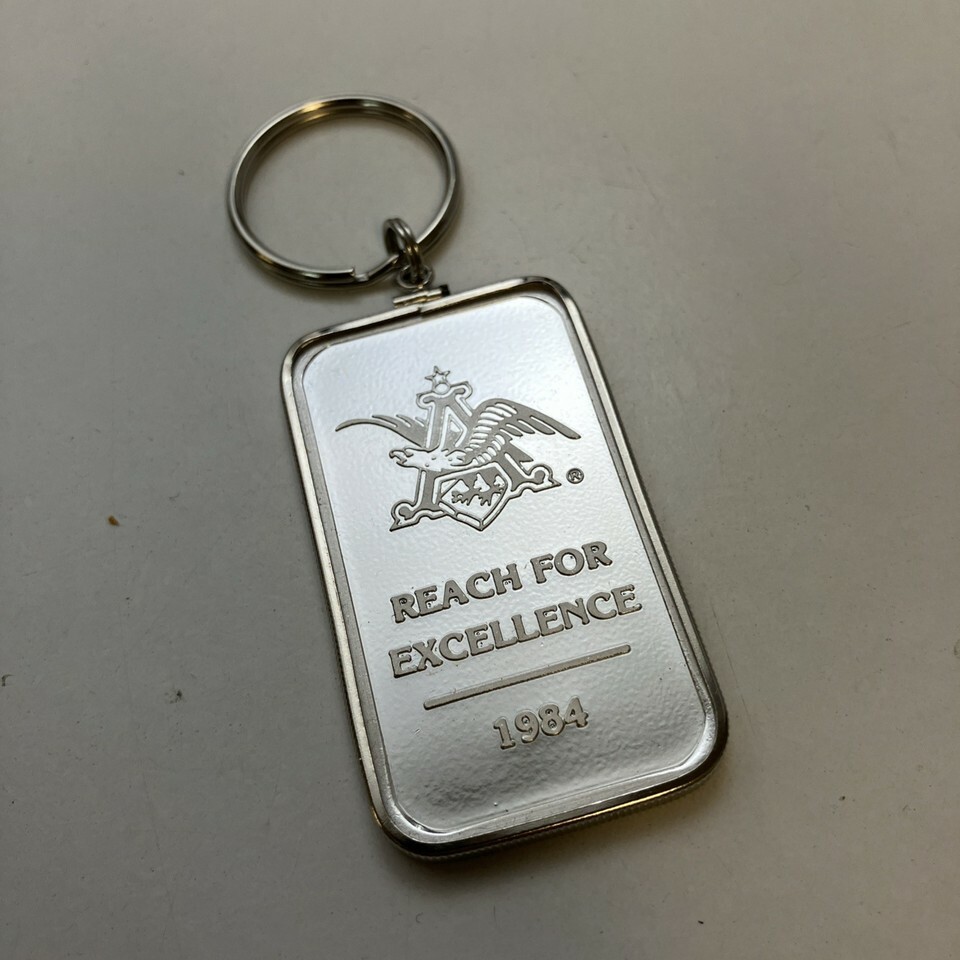 A
®
REACH FOR
EXCELLENCE
1984